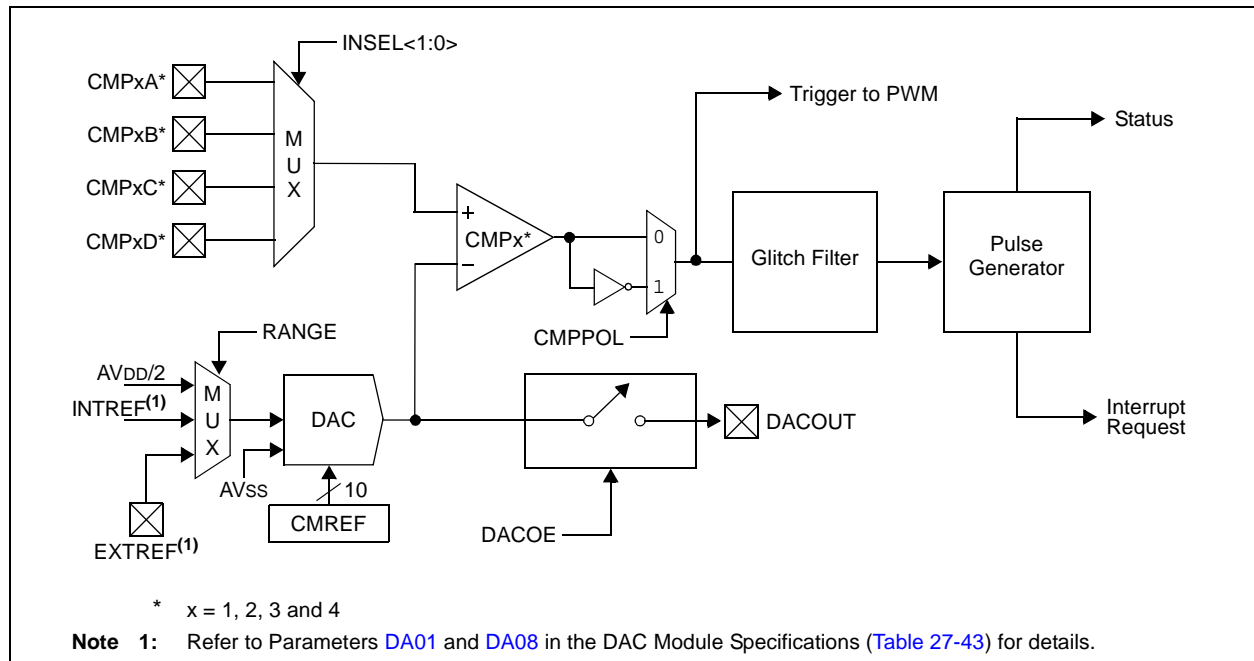 INSEL<1:0>
CMPxA*
CMPxB*
CMPxC*
CMPxD*
M
U
X
Trigger to PWM
Status
+
–
CMPx*
0
1
CMPPOL
Glitch Filter
Pulse
Generator
Interrupt
Request
RANGE
AVDD/2
INTREF(1)
EXTREF(1)
M
U
X
DAC
AVSS
10
CMREF
DACOE
DACOUT
* x = 1, 2, 3 and 4
Note 1: Refer to Parameters DA01 and DA08 in the DAC Module Specifications (Table 27-43) for details.